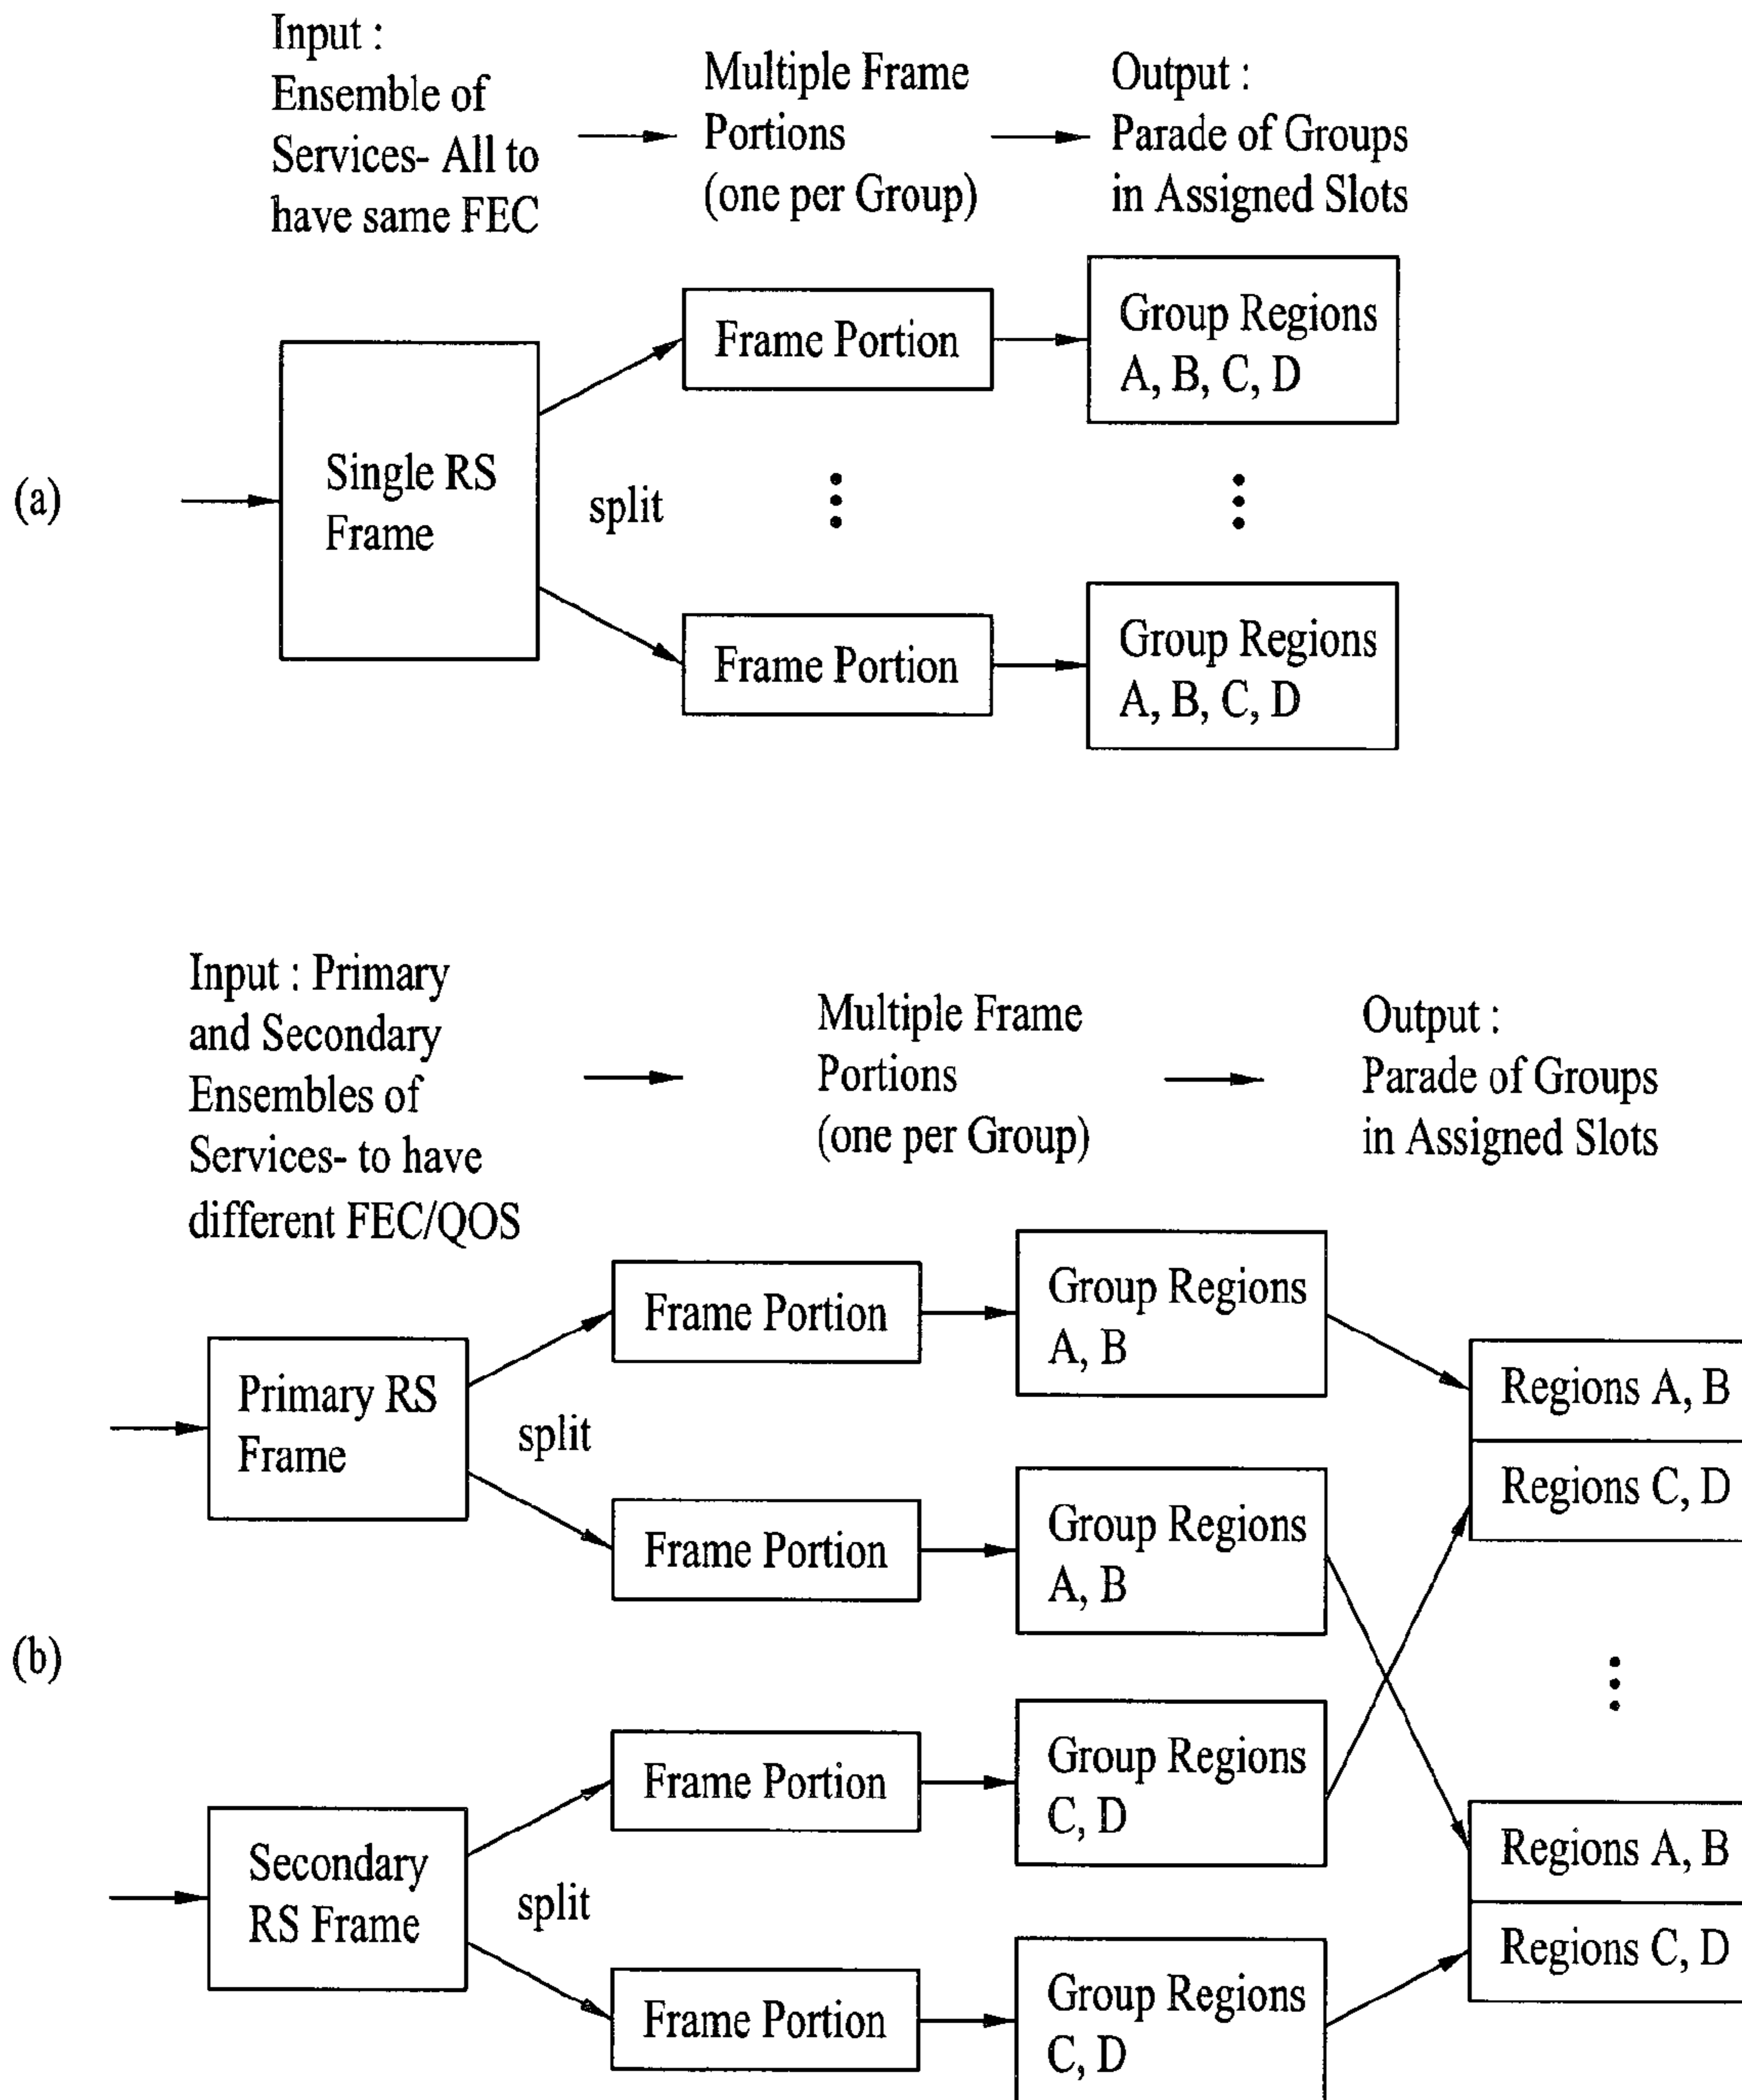 Input :
Ensemble of
Services- All to
have same FEC
Multiple Frame
Portions
(one per Group)
Output :
Parade of Groups
in Assigned Slots
(a)
Single RS
Frame
split
Frame Portion
Group Regions
A, B, C, D
Frame Portion
Group Regions
A, B, C, D
Input : Primary
and Secondary
Ensembles of
Services- to have
different FEC/QOS
Multiple Frame
Portions
(one per Group)
Output :
Parade of Groups
in Assigned Slots
(b)
Primary RS
Frame
split
Frame Portion
Group Regions
A, B
Frame Portion
Group Regions
A, B
Regions A, B
Regions C, D
Secondary
RS Frame
split
Frame Portion
Group Regions
C, D
Frame Portion
Group Regions
C, D
Regions A, B
Regions C, D